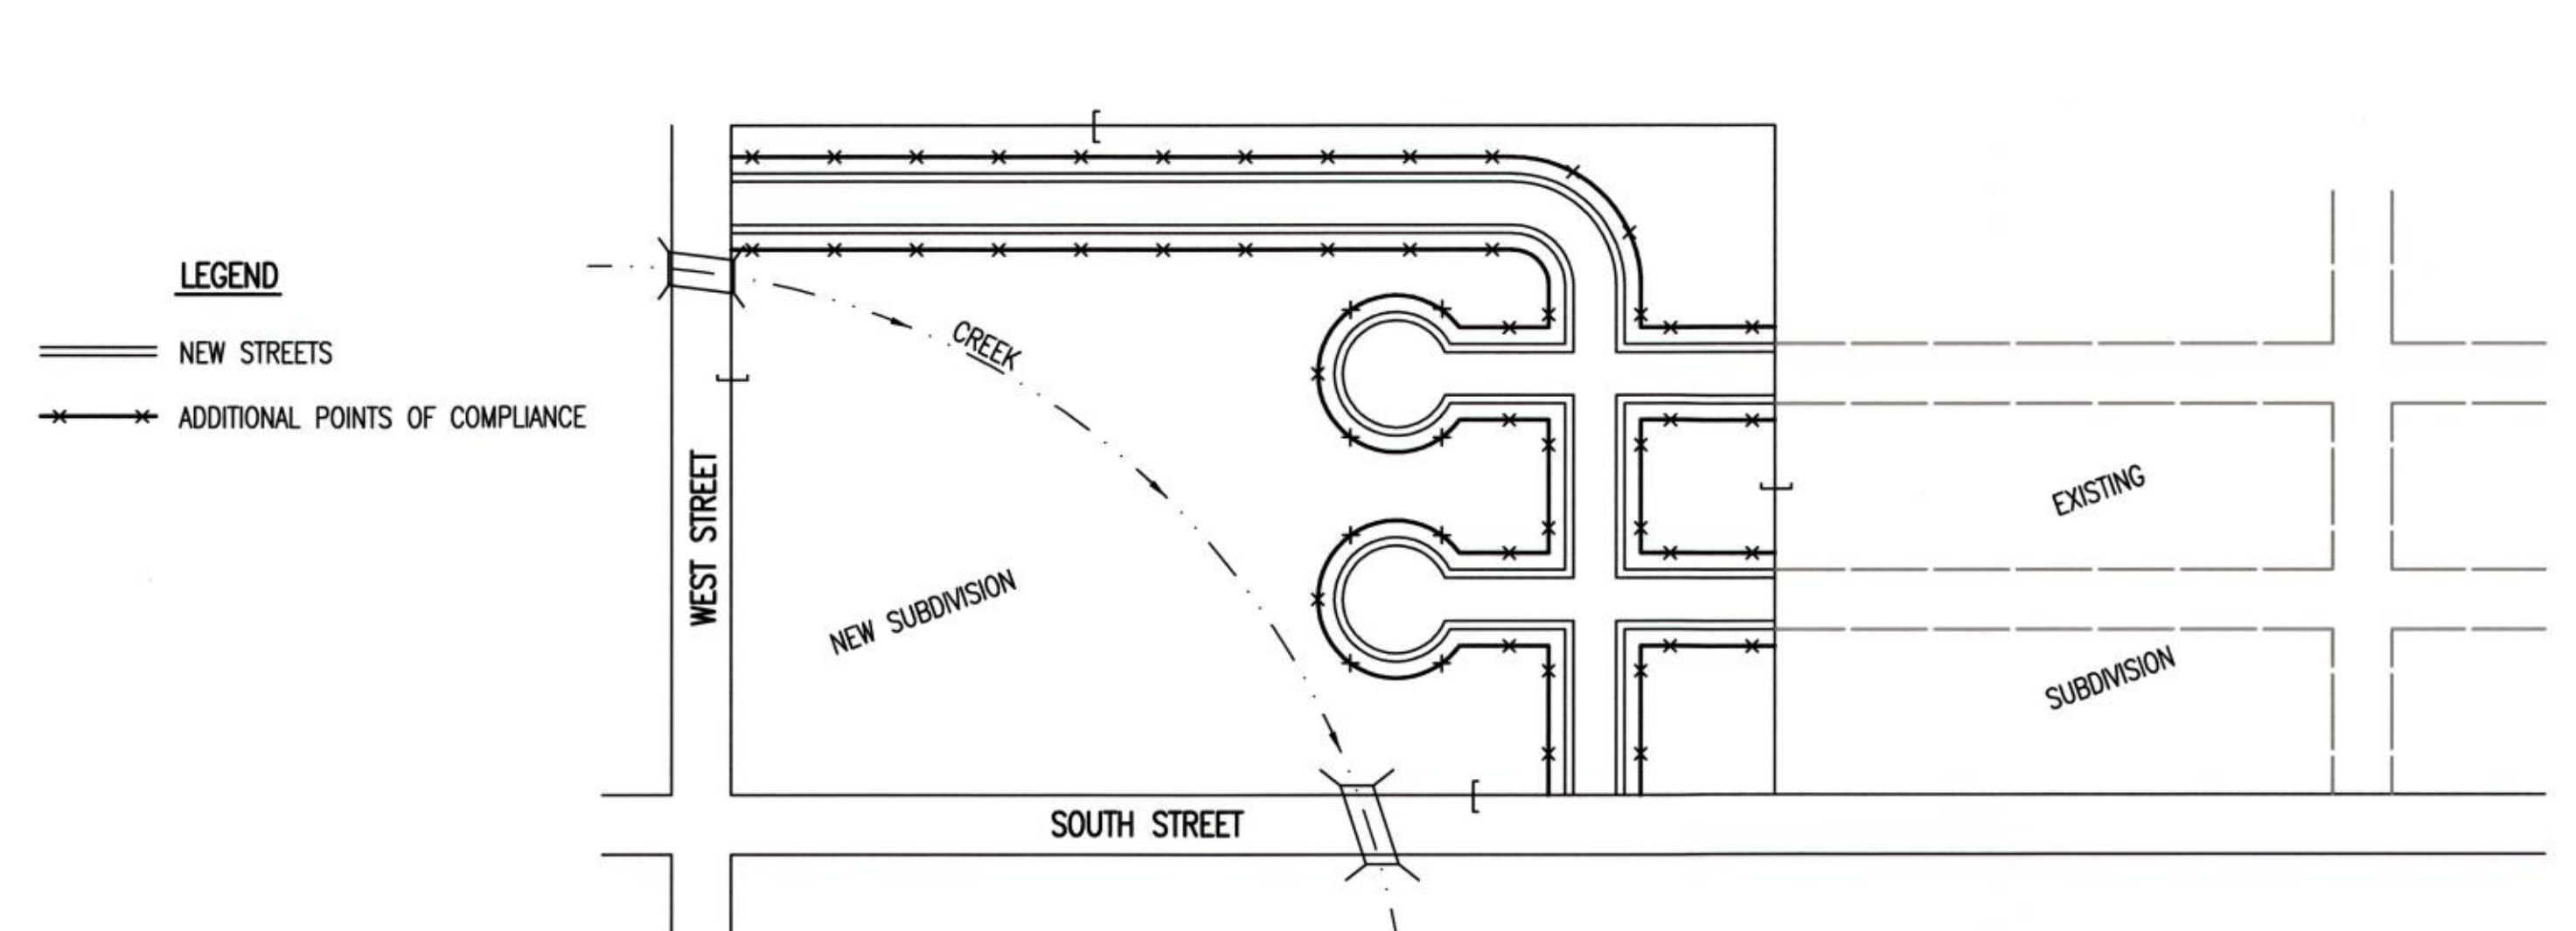 LEGEND
NEW STREETS
ADDITIONAL POINTS OF COMPLIANCE
CREEK
WEST STREET
NEW SUBDIVISION
SOUTH STREET
EXISTING
SUBDIVISION